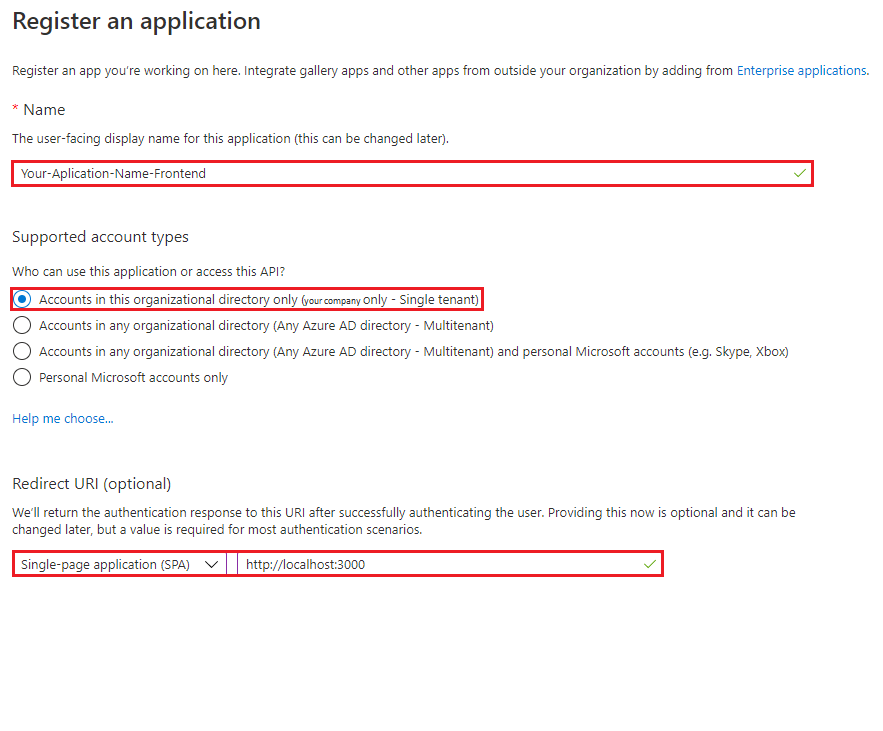 Register an application
Register an app you're working on here. Integrate gallery apps and other apps from outside your organization by adding from Enterprise applications.
* Name
The user-facing display name for this application (this can be changed later).
Your-Aplication-Name-Frontend
Supported account types
Who can use this application or access this API?
Accounts in this organizational directory only (your company only - Single tenant)
Accounts in any organizational directory (Any Azure AD directory - Multitenant)
Accounts in any organizational directory (Any Azure AD directory - Multitenant) and personal Microsoft accounts (e.g. Skype, Xbox)
Personal Microsoft accounts only
Help me choose...
Redirect URI (optional)
We'll return the authentication response to this URI after successfully authenticating the user. Providing this now is optional and it can be
changed later, but a value is required for most authentication scenarios.
Single-page application (SPA) http://localhost:3000